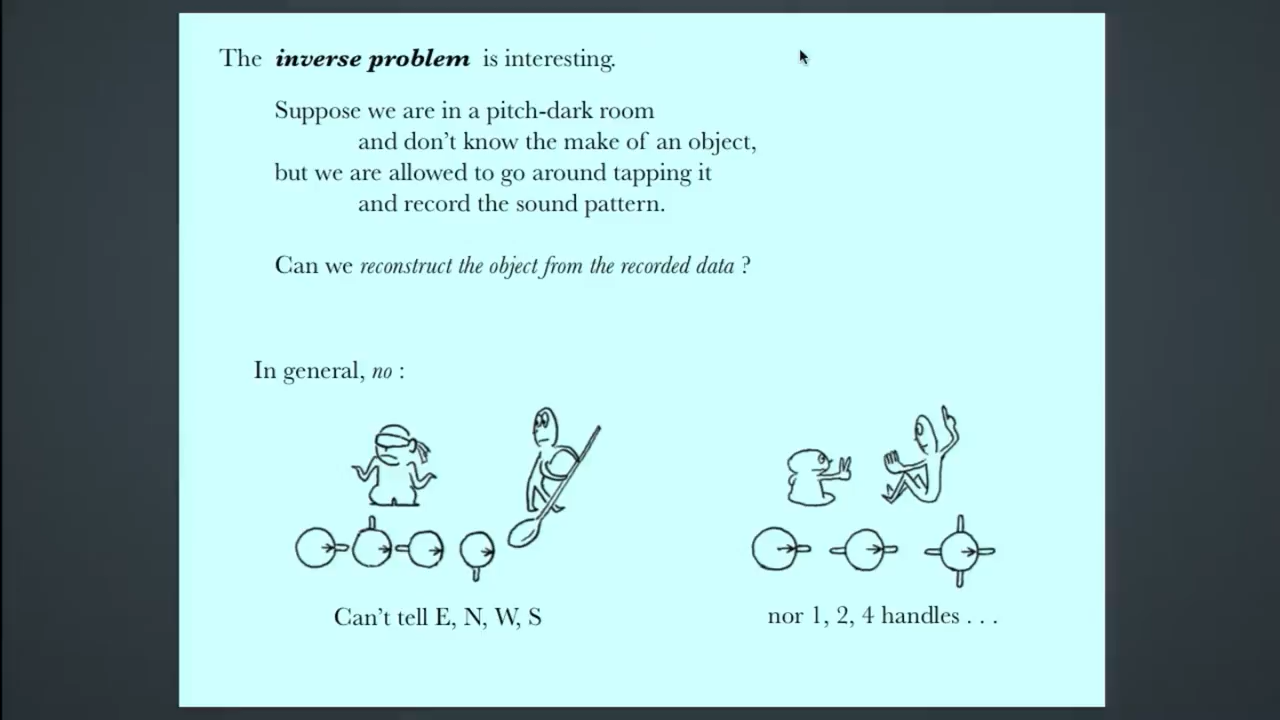 The inverse problem is interesting.
Suppose we are in a pitch-dark room
and don't know the make of an object,
but we are allowed to go around tapping it
and record the sound pattern.
Can we reconstruct the object from the recorded data ?
In general, no :
Can't tell E, N, W, S
nor 1, 2, 4 handles . . .